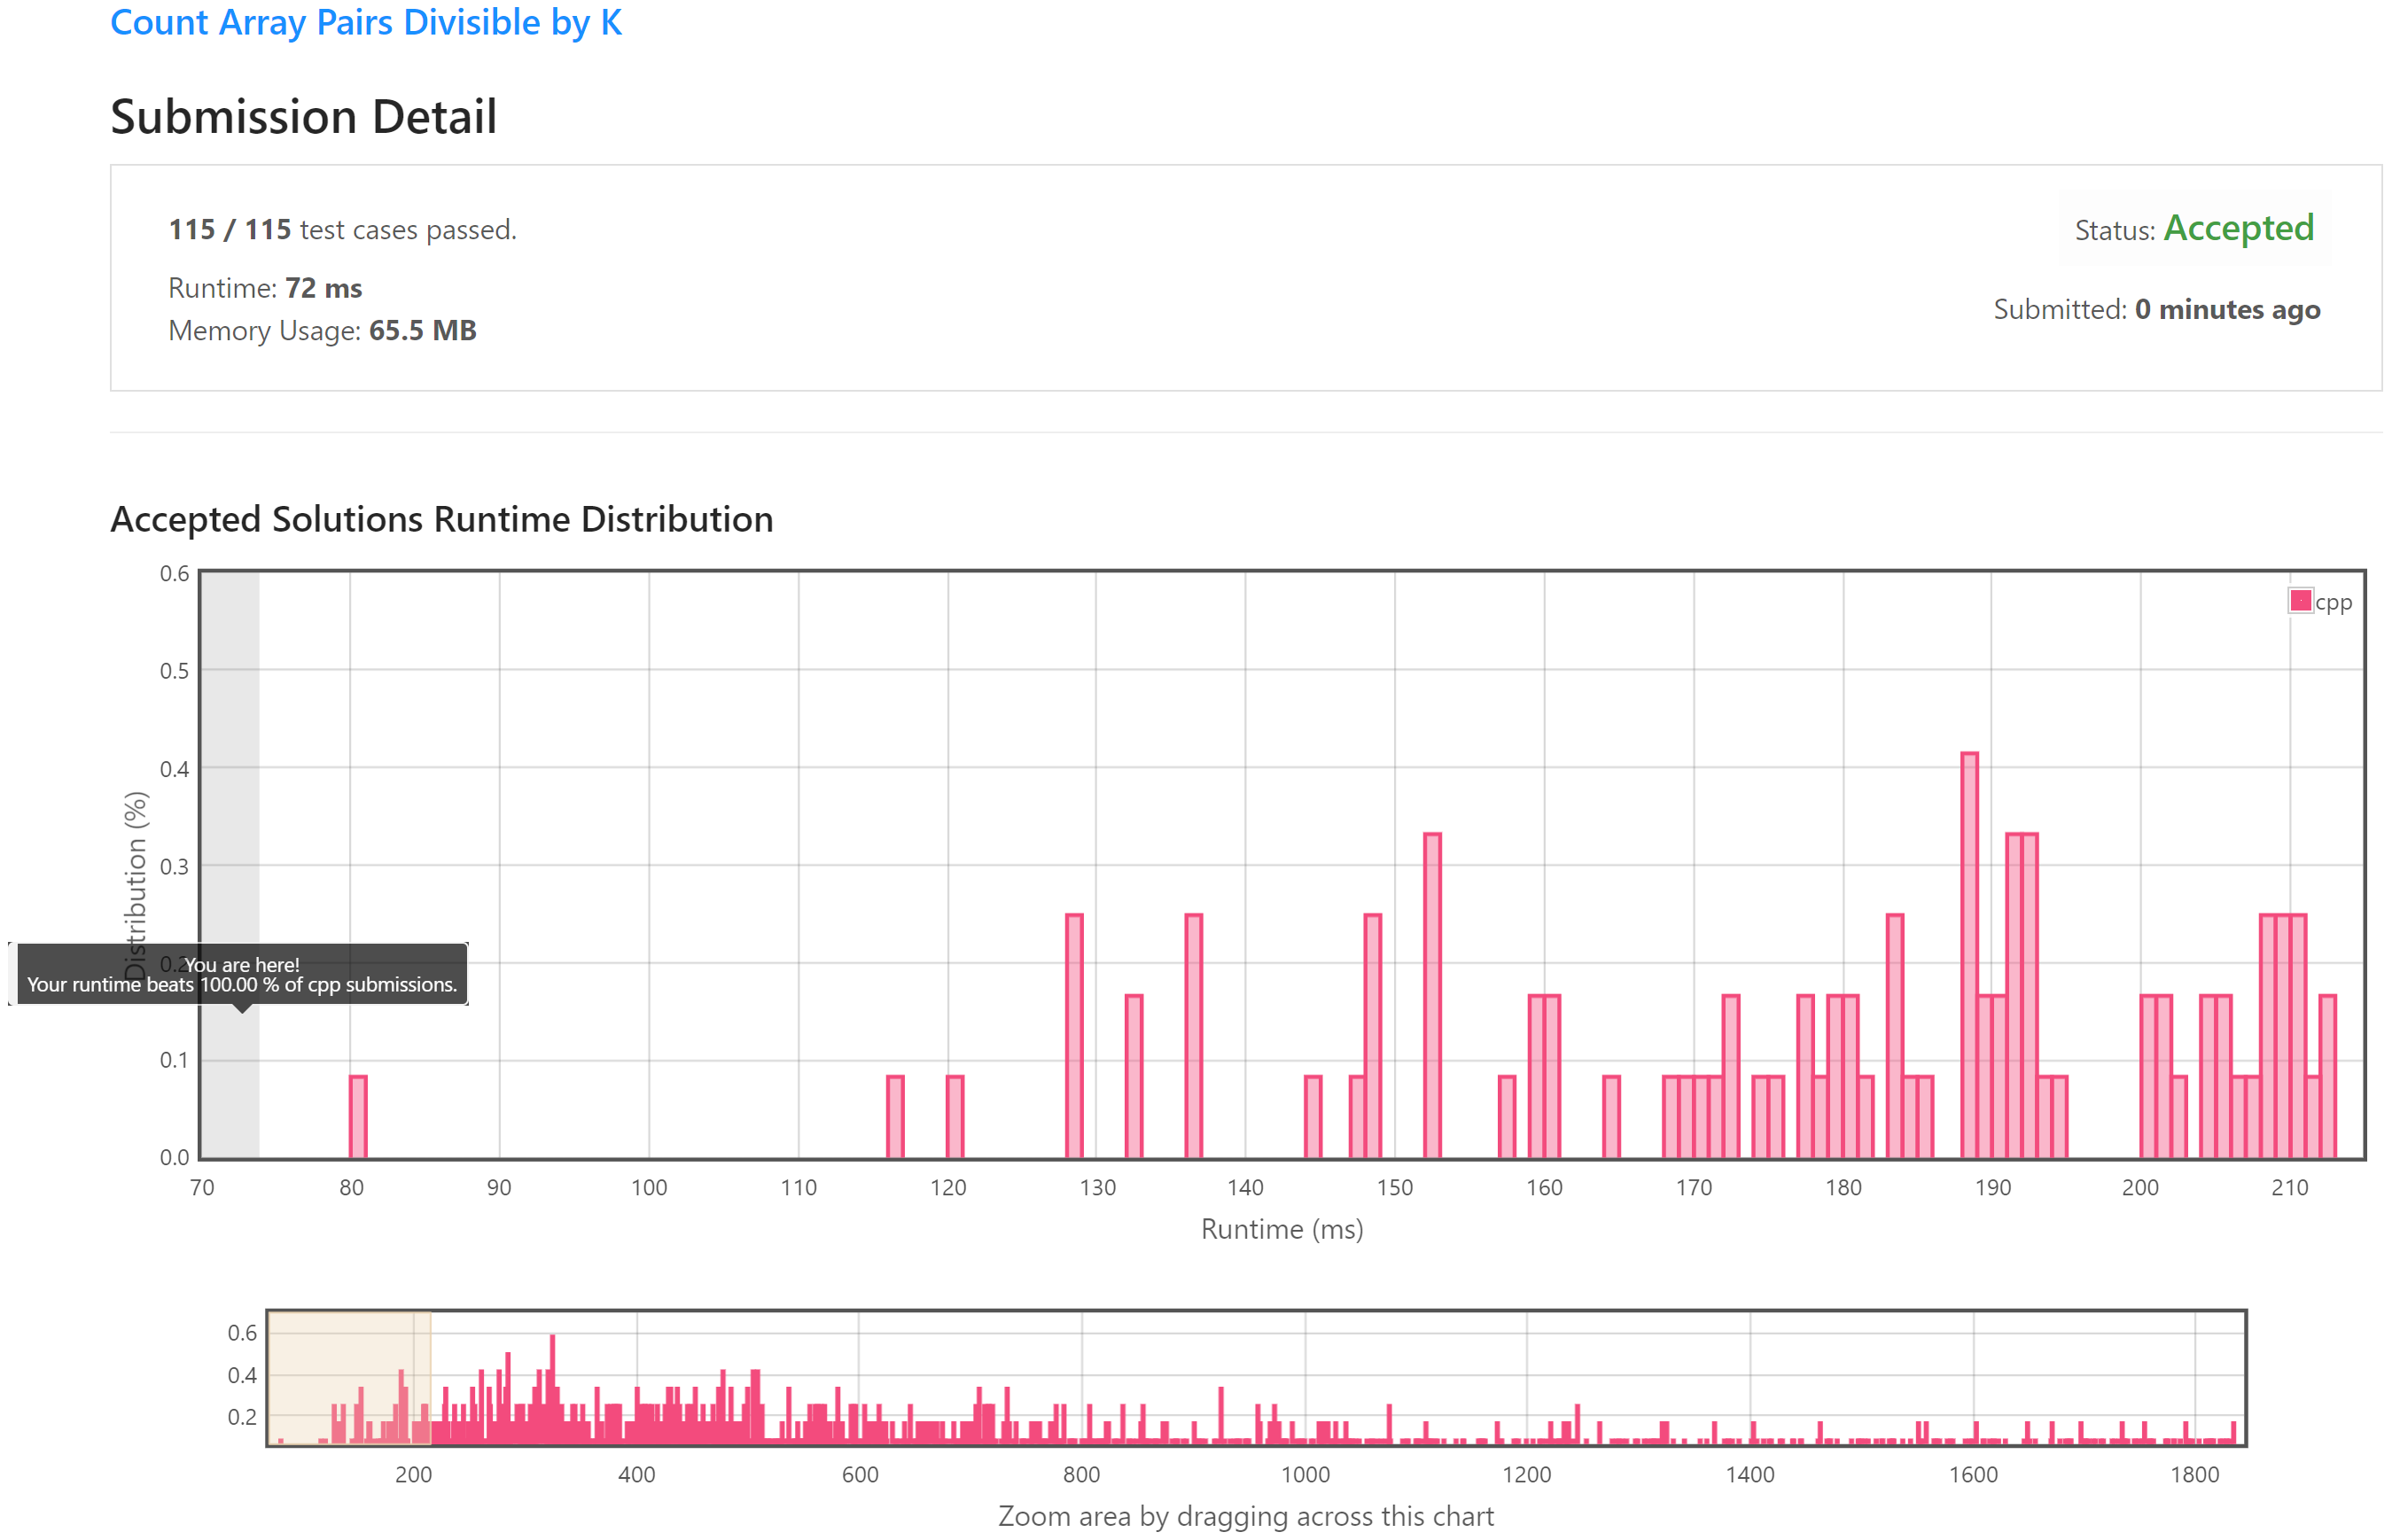 Count Array Pairs Divisible by K
Submission Detail
115 / 115 test cases passed.
Status: Accepted
Runtime: 72 ms
Submitted: 0 minutes ago
Memory Usage: 65.5 MB
Accepted Solutions Runtime Distribution
0.6
cpp
0.5
0.4
0.3
0.2
0.1
0.0
Distribution (%)
You are here!
Your runtime beats 100.00 % of cpp submissions.
70 80 90 100 110 120 130 140 150 160 170 180 190 200 210
Runtime (ms)
0.6
0.4
0.2
200 400 600 800 1000 1200 1400 1600 1800
Zoom area by dragging across this chart